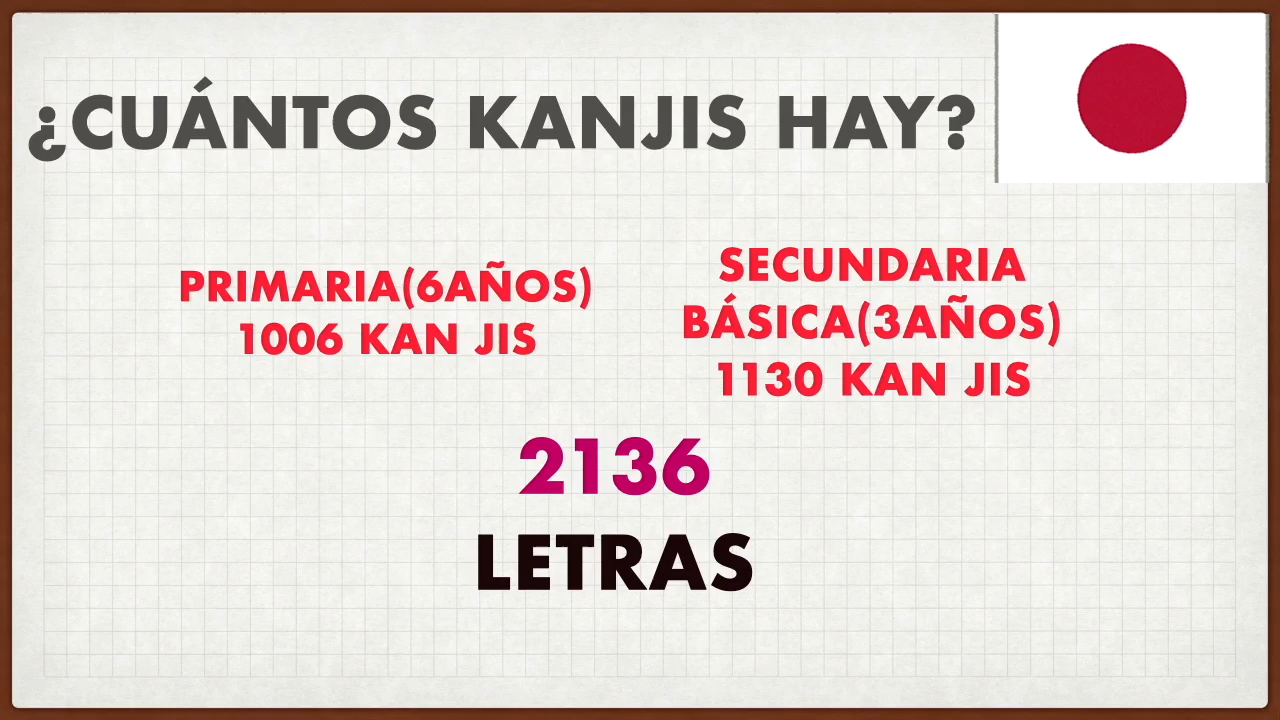 ¿CUÁNTOS KANJIS HAY?
PRIMARIA(6AÑOS)
1006 KAN JIS
SECUNDARIA
BÁSICA(3AÑOS)
1130 KAN JIS
2136
LETRAS